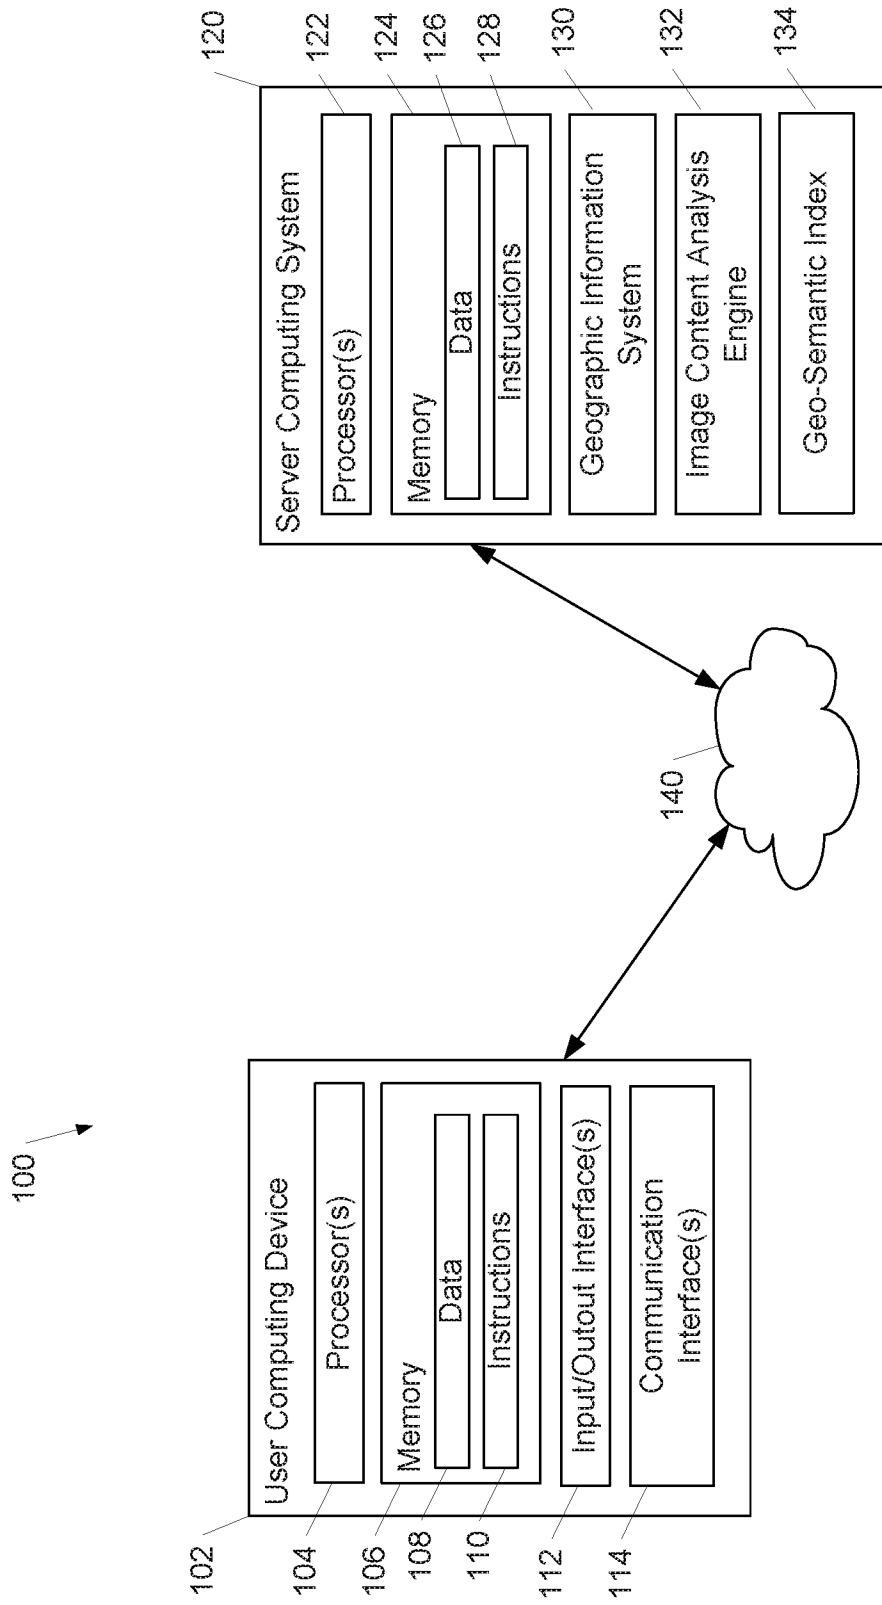 100
102
User Computing Device
104
Processor(s)
106
Memory
108
Data
110
Instructions
112
Input/Outout Interface(s)
114
Communication
Interface(s)
140
120
Server Computing System
122
Processor(s)
124
Memory
126
Data
128
Instructions
130
Geographic Information
System
132
Image Content Analysis
Engine
134
Geo-Semantic Index